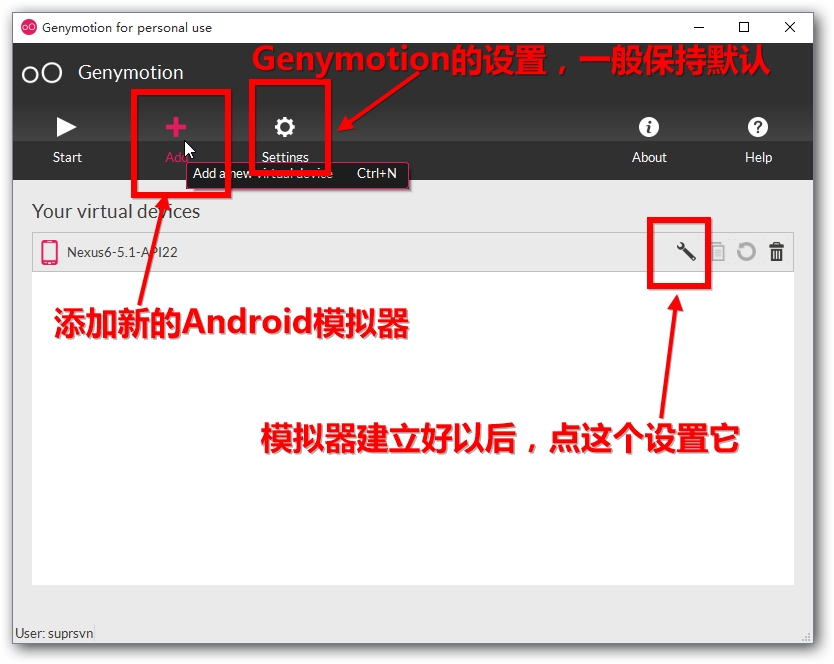 Genymotion for personal use
Genymotion的设置，一般保持默认
Genymotion
Start
Add
Settings
About
Help
Add a new virtual device Ctrl+N
Your virtual devices
Nexus6-5.1-API22
添加新的Android模拟器
模拟器建立好以后，点这个设置它
User: suprsvn